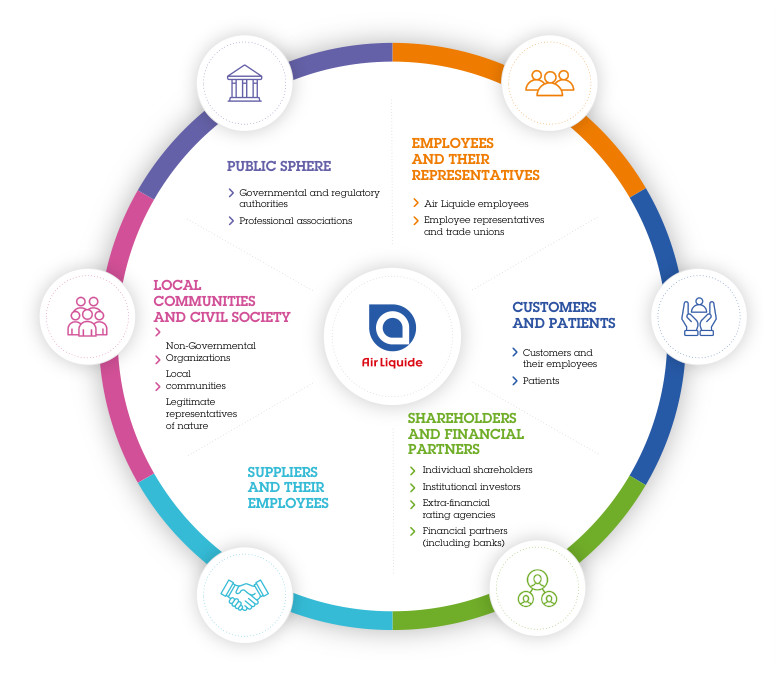 PUBLIC SPHERE
Governmental and regulatory
authorities
Professional associations
EMPLOYEES
AND THEIR
REPRESENTATIVES
Air Liquide employees
Employee representatives
and trade unions
LOCAL
COMMUNITIES
AND CIVIL SOCIETY
Non-Governmental
Organizations
Local
communities
Legitimate
representatives
of nature
Air Liquide
CUSTOMERS
AND PATIENTS
Customers and
their employees
Patients
SUPPLIERS
AND THEIR
EMPLOYEES
SHAREHOLDERS
AND FINANCIAL
PARTNERS
Individual shareholders
Institutional investors
Extra-financial
rating agencies
Financial partners
(including banks)